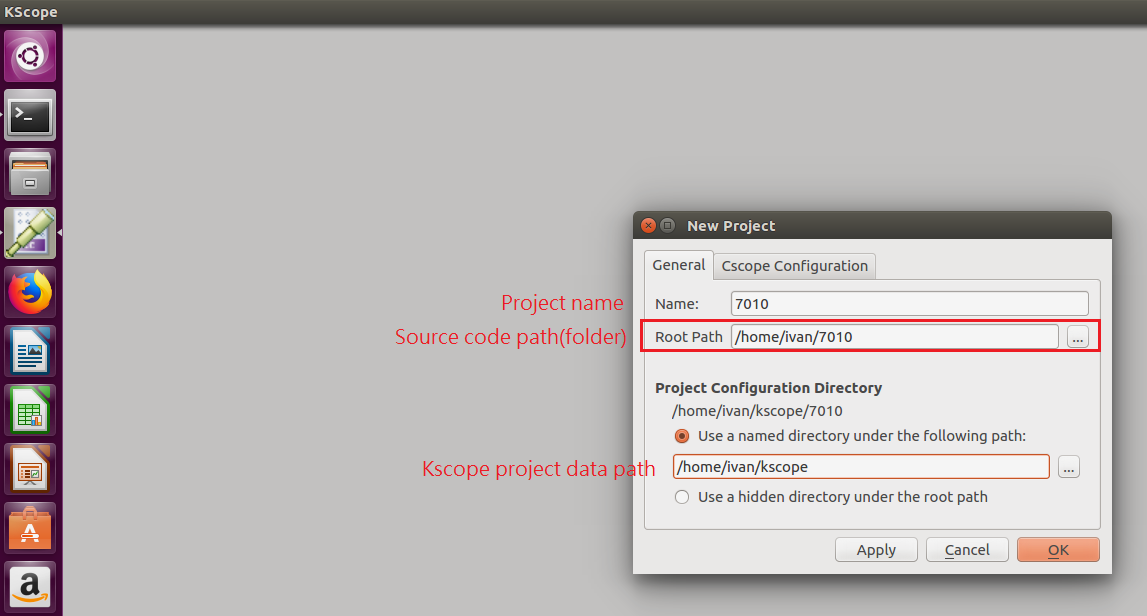 KScope
New Project
General Cscope Configuration
Project name Name: 7010
Source code path(folder) Root Path /home/ivan/7010 ...
Project Configuration Directory
/home/ivan/kscope/7010
Use a named directory under the following path:
Kscope project data path /home/ivan/kscope ...
Use a hidden directory under the root path
Apply Cancel OK